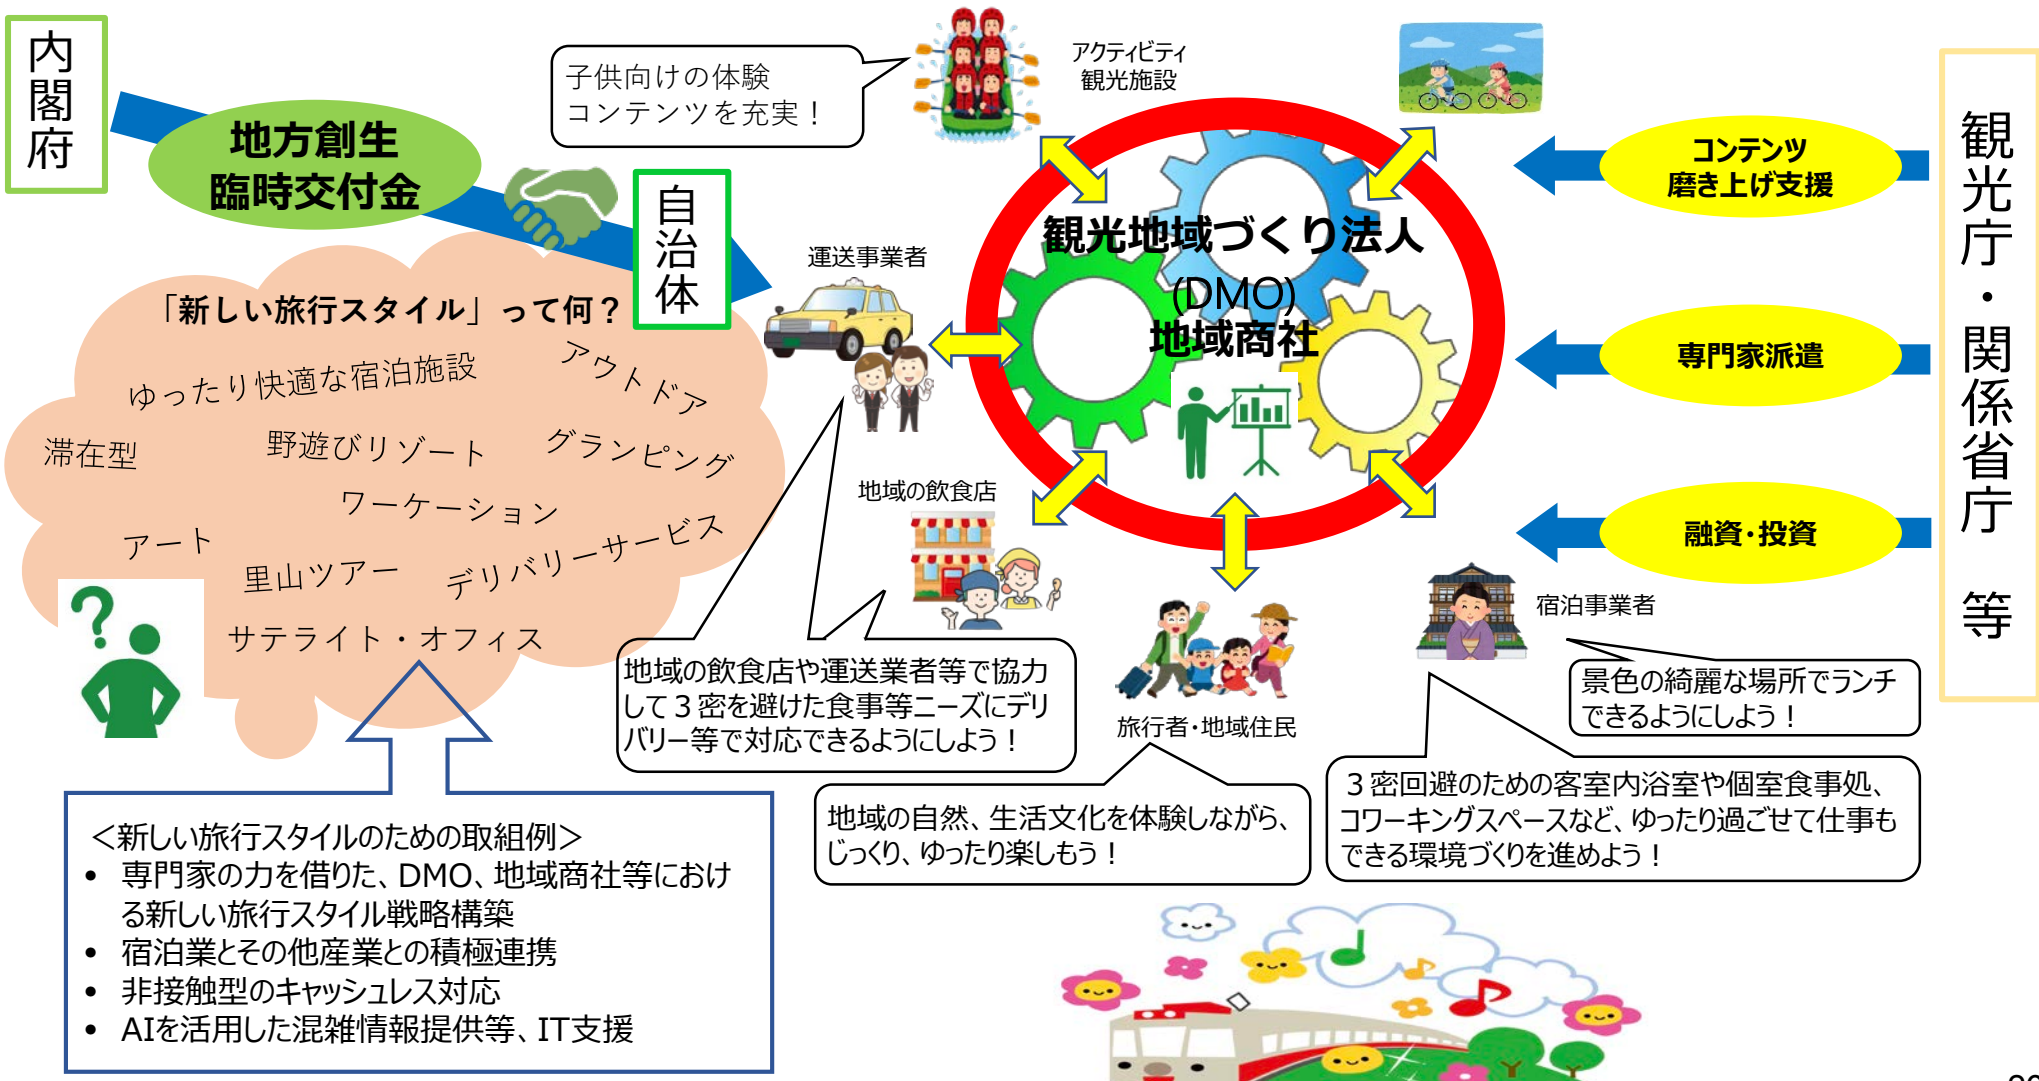 内閣府
地方創生
臨時交付金
自治体
子供向けの体験
コンテンツを充実！
アクティビティ
観光施設
観光地域づくり法人
(DMO)
地域商社
コンテンツ
磨き上げ支援
専門家派遣
融資・投資
観光庁・関係省庁　等
「新しい旅行スタイル」って何？
ゆったり快適な宿泊施設
アウトドア
滞在型
野遊びリゾート
グランピング
ワーケーション
アート
里山ツアー
デリバリーサービス
サテライト・オフィス
運送事業者
地域の飲食店
地域の飲食店や運送業者等で協力
して３密を避けた食事等ニーズにデリ
バリー等で対応できるようにしよう！
旅行者・地域住民
地域の自然、生活文化を体験しながら、
じっくり、ゆったり楽しもう！
宿泊事業者
景色の綺麗な場所でランチ
できるようにしよう！
３密回避のための客室内浴室や個室食事処、
コワーキングスペースなど、ゆったり過ごせて仕事も
できる環境づくりを進めよう！
＜新しい旅行スタイルのための取組例＞
• 専門家の力を借りた、DMO、地域商社等におけ
る新しい旅行スタイル戦略構築
• 宿泊業とその他産業との積極連携
• 非接触型のキャッシュレス対応
• AIを活用した混雑情報提供等、IT支援